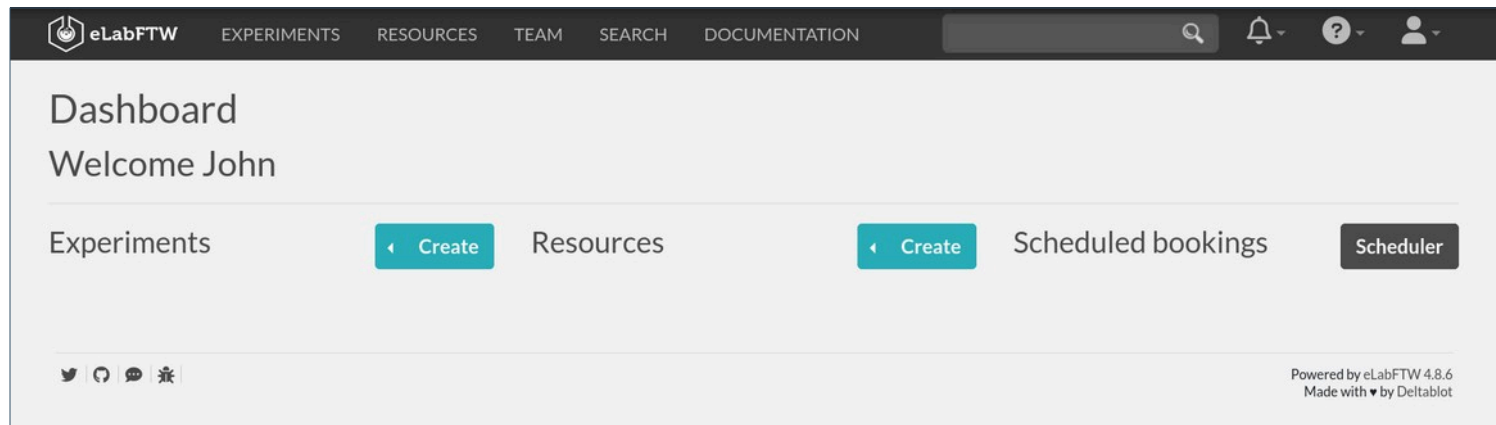 eLabFTW EXPERIMENTS RESOURCES TEAM SEARCH DOCUMENTATION
Dashboard
Welcome John
Experiments Create Resources Create Scheduled bookings Scheduler
Powered by eLabFTW 4.8.6
Made with ♥ by Deltablot